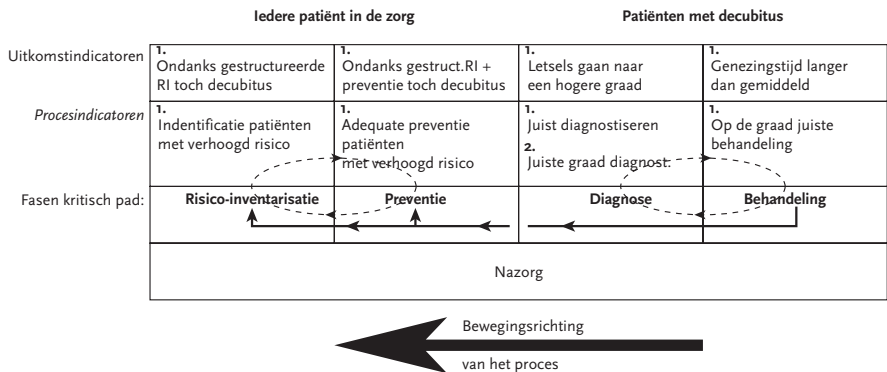 Iedere patiënt in de zorg
Patiënten met decubitus
Uitkomstindicatoren
1.
Ondanks gestructureerde
RI toch decubitus
1.
Ondanks gestruct.RI +
preventie toch decubitus
1.
Letsels gaan naar
een hogere graad
1.
Genezingstijd langer
dan gemiddeld
Procesindicatoren
1.
Indentificatie patiënten
met verhoogd risico
1.
Adequate preventie
patiënten
met verhoogd risico
1.
Juist diagnostiseren
2.
Juiste graad diagnost.
1.
Op de graad juiste
behandeling
Fasen kritisch pad:
Risico-inventarisatie
Preventie
Diagnose
Behandeling
Nazorg
Bewegingsrichting
van het proces